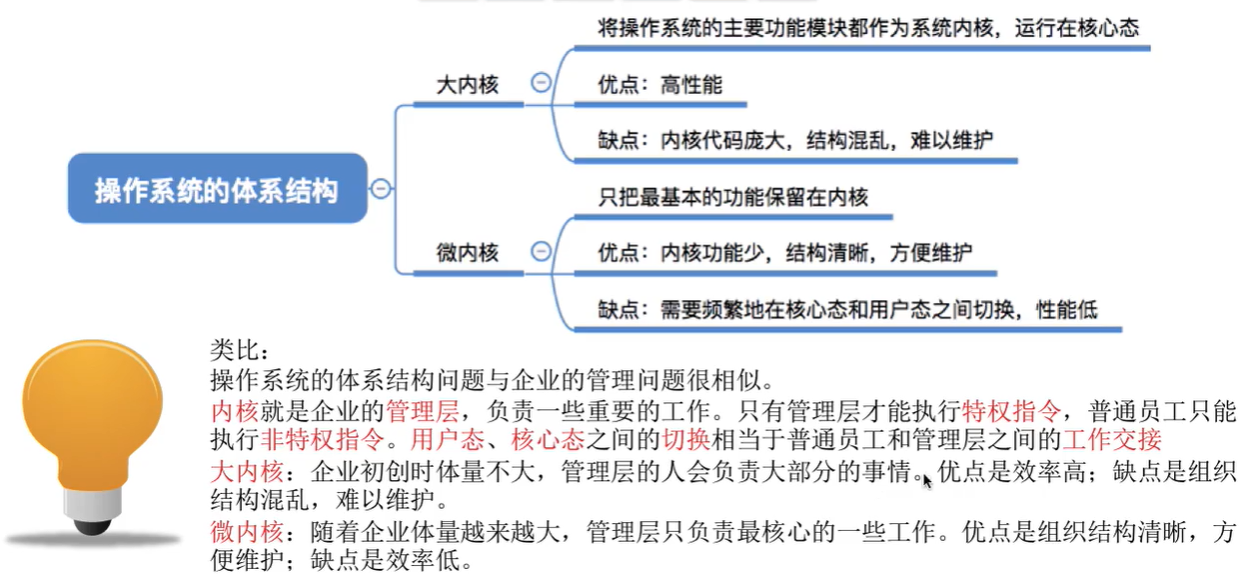 将操作系统的主要功能模块都作为系统内核，运行在核心态
大内核
优点：高性能
缺点：内核代码庞大，结构混乱，难以维护
操作系统的体系结构
只把最基本的功能保留在内核
微内核
优点：内核功能少，结构清晰，方便维护
缺点：需要频繁地在核心态和用户态之间切换，性能低
类比：
操作系统的体系结构问题与企业的管理问题很相似。
内核就是企业的管理层，负责一些重要的工作。只有管理层才能执行特权指令，普通员工只能
执行非特权指令。用户态、核心态之间的切换相当于普通员工和管理层之间的工作交接
大内核：企业初创时体量不大，管理层的人会负责大部分的事情。优点是效率高；缺点是组织
结构混乱，难以维护。
微内核：随着企业体量越来越大，管理层只负责最核心的一些工作。优点是组织结构清晰，方
便维护；缺点是效率低。